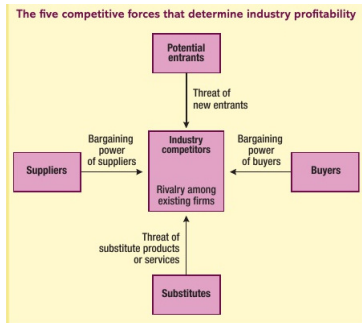 The five competitive forces that determine industry profitability
Potential
entrants
Threat of
new entrants
Bargaining
power
of suppliers
Industry
competitors
Bargaining
power
of buyers
Suppliers
Rivalry among
existing firms
Buyers
Threat of
substitute products
or services
Substitutes